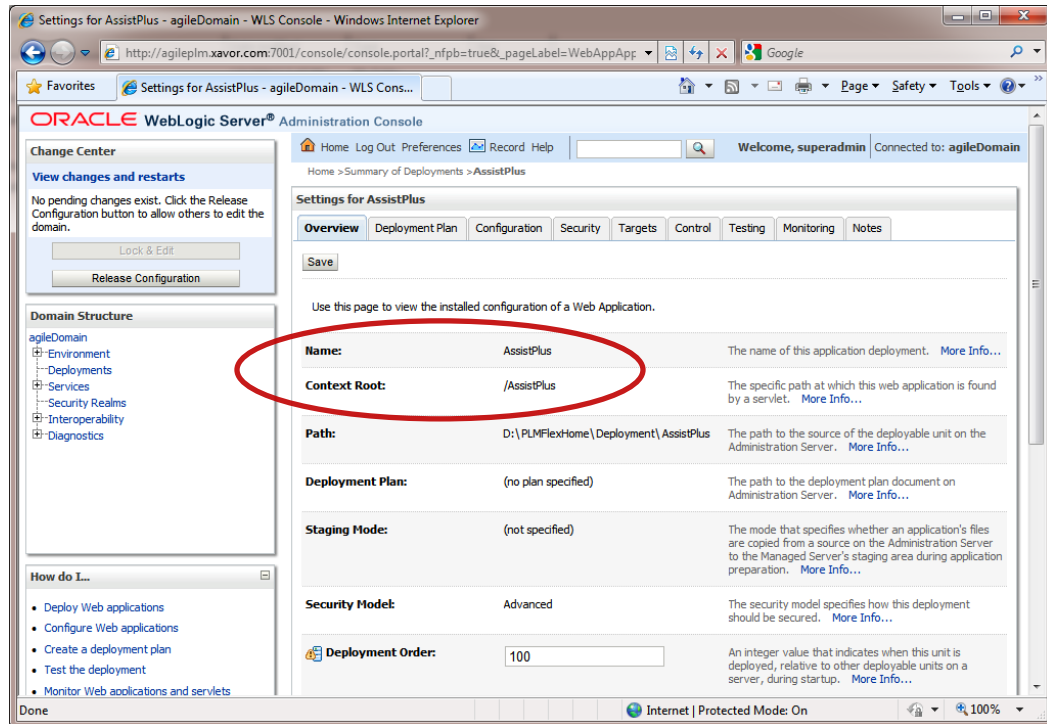 Settings for AssistPlus - agileDomain - WLS Console - Windows Internet Explorer
http://agileplm.xavor.com:7001/console/console.portal?_nfpb=true&_pageLabel=WebAppApp
Google
Favorites
Settings for AssistPlus - agileDomain - WLS Cons...
Page Safety Tools
ORACLE WebLogic Server® Administration Console
Change Center
View changes and restarts
No pending changes exist. Click the Release
Configuration button to allow others to edit the
domain.
Lock & Edit
Release Configuration
Domain Structure
agileDomain
Environment
Deployments
Services
Security Realms
Interoperability
Diagnostics
How do I...
Deploy Web applications
Configure Web applications
Create a deployment plan
Test the deployment
Monitor Web applications and servlets
Home Log Out Preferences Record Help
Welcome, superadmin Connected to: agileDomain
Home >Summary of Deployments >AssistPlus
Settings for AssistPlus
Overview Deployment Plan Configuration Security Targets Control Testing Monitoring Notes
Save
Use this page to view the installed configuration of a Web Application.
Name: AssistPlus The name of this application deployment. More Info...
Context Root: /AssistPlus The specific path at which this web application is found
by a servlet. More Info...
Path: D:\PLMFlexHome\Deployment\AssistPlus The path to the source of the deployable unit on the
Administration Server. More Info...
Deployment Plan: (no plan specified) The path to the deployment plan document on
Administration Server. More Info...
Staging Mode: (not specified) The mode that specifies whether an application's files
are copied from a source on the Administration Server
to the Managed Server's staging area during application
preparation. More Info...
Security Model: Advanced The security model specifies how this deployment
should be secured. More Info...
Deployment Order: 100 An integer value that indicates when this unit is
deployed, relative to other deployable units on a
server, during startup. More Info...
Done
Internet | Protected Mode: On
100%